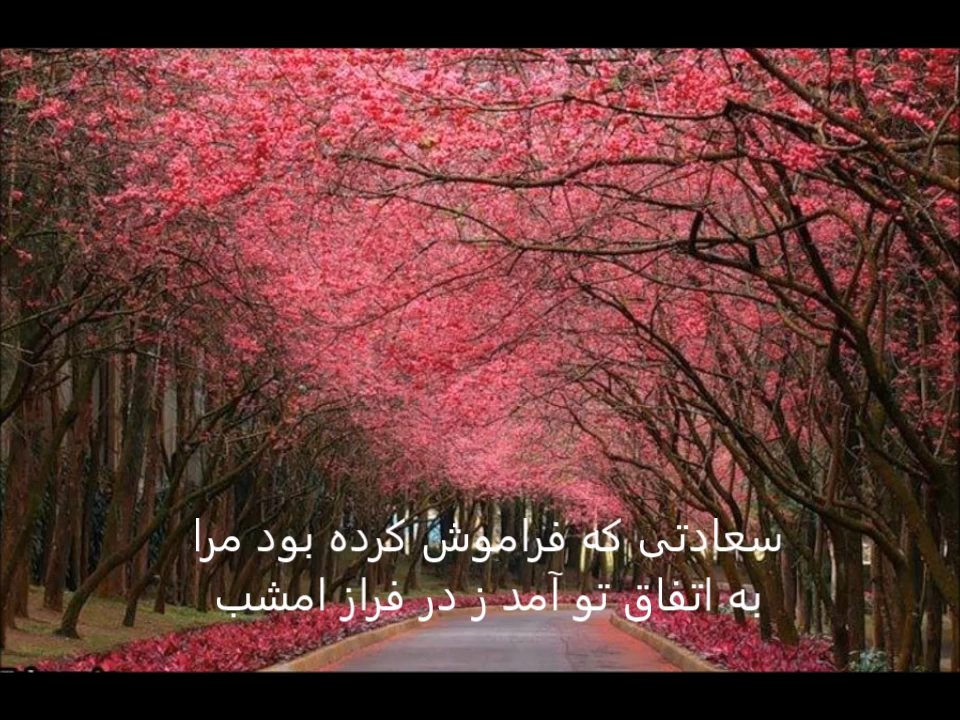 سعادتی که فراموش کرده بود مرا
به اتفاق تو آمد ز در فراز امشب